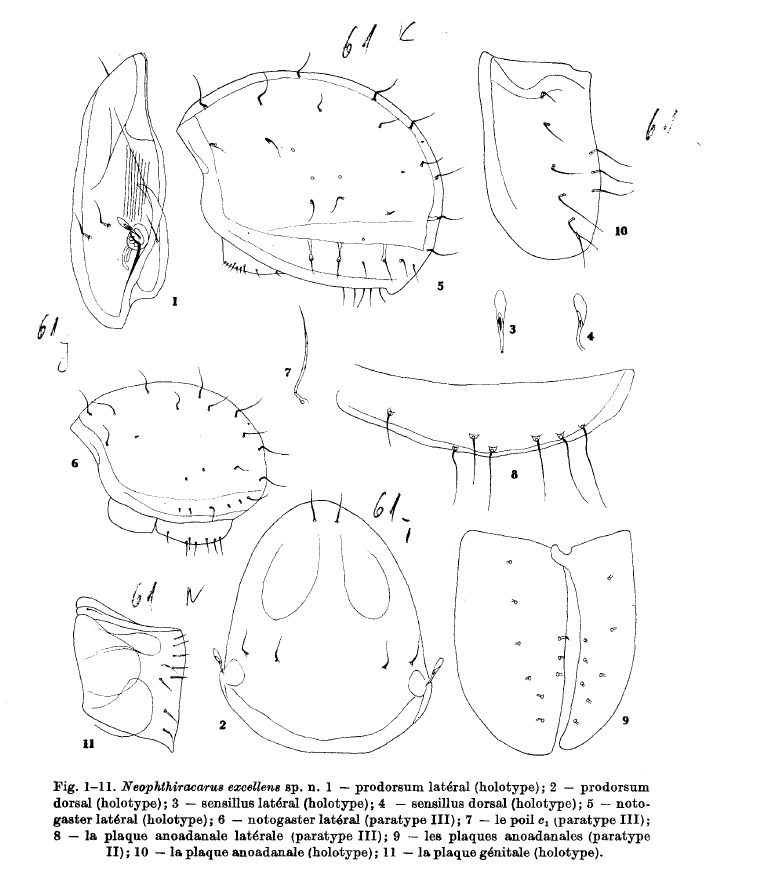 61 K
61 J
1
5
10
61 J
3
4
7
6
8
61 i
61 N
2
9
11
Fig. 1–11. Neophthiracarus excellens sp. n. 1 — prodorsum latéral (holotype); 2 — prodorsum
dorsal (holotype); 3 — sensillus latéral (holotype); 4 — sensillus dorsal (holotype); 5 — noto-
gaster latéral (holotype); 6 — notogaster latéral (paratype III); 7 — le poil c₁ (paratype III);
8 — la plaque anoadanale latérale (paratype III); 9 — les plaques anoadanales (paratype
II); 10 — la plaque anoadanale (holotype); 11 — la plaque génitale (holotype).